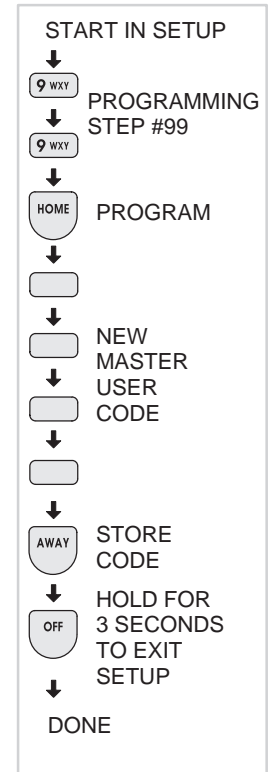 START IN SETUP
9 WXY
PROGRAMMING
STEP #99
9 WXY
HOME
PROGRAM
NEW
MASTER
USER
CODE
AWAY
STORE
CODE
OFF
HOLD FOR
3 SECONDS
TO EXIT
SETUP
DONE